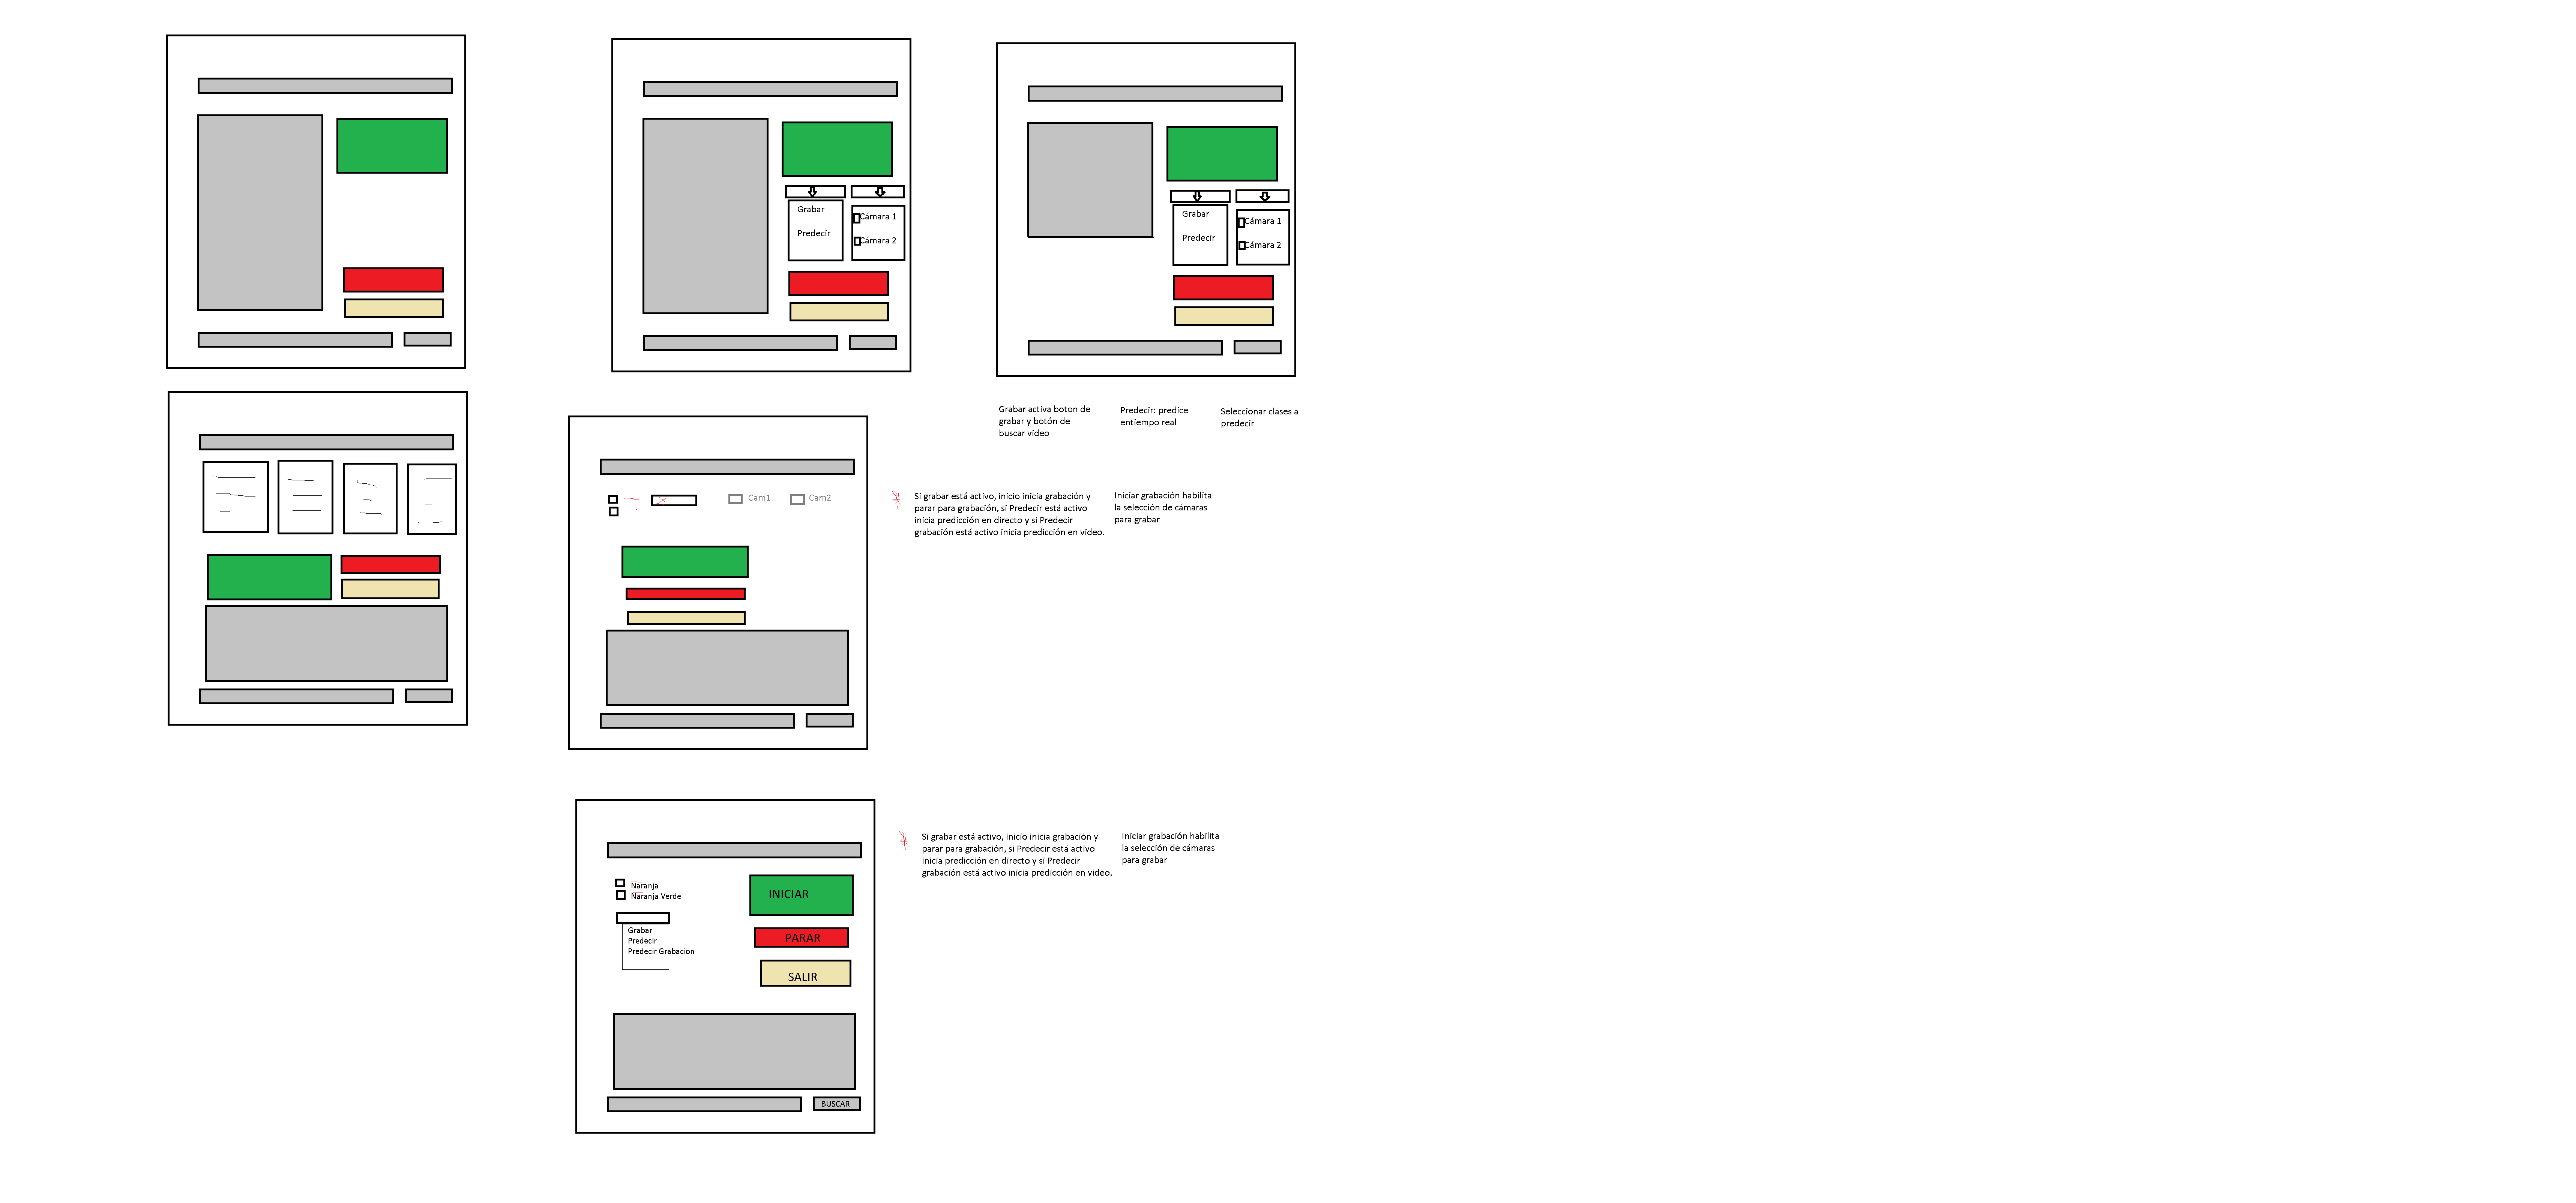 Grabar
Predecir
Cámara 1
Cámara 2
Grabar
Predecir
Cámara 1
Cámara 2
Grabar activa boton de
grabar y botón de
buscar video
Predecir: predice
entiempo real
Seleccionar clases a
predecir
Cam1
Cam2
Si grabar está activo, inicio inicia grabación y
parar para grabación, si Predecir está activo
inicia predicción en directo y si Predecir
grabación está activo inicia predicción en video.
Iniciar grabación habilita
la selección de cámaras
para grabar
Naranja
Naranja Verde
Grabar
Predecir
Predecir Grabacion
INICIAR
PARAR
SALIR
BUSCAR
Si grabar está activo, inicio inicia grabación y
parar para grabación, si Predecir está activo
inicia predicción en directo y si Predecir
grabación está activo inicia predicción en video.
Iniciar grabación habilita
la selección de cámaras
para grabar